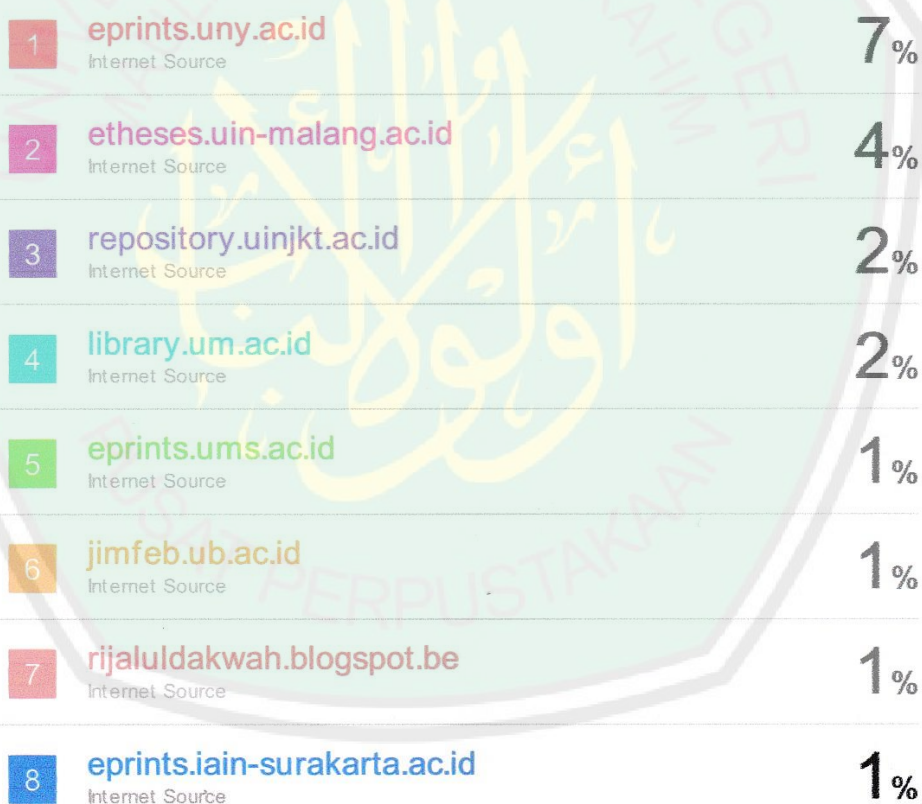 1 eprints.uny.ac.id 7%
Internet Source
2 etheses.uin-malang.ac.id 4%
Internet Source
3 repository.uinjkt.ac.id 2%
Internet Source
4 library.um.ac.id 2%
Internet Source
5 eprints.ums.ac.id 1%
Internet Source
6 jimfeb.ub.ac.id 1%
Internet Source
7 rijaluldakwah.blogspot.be 1%
Internet Source
8 eprints.iain-surakarta.ac.id 1%
Internet Source
PUSAT PERPUSTAKAAN